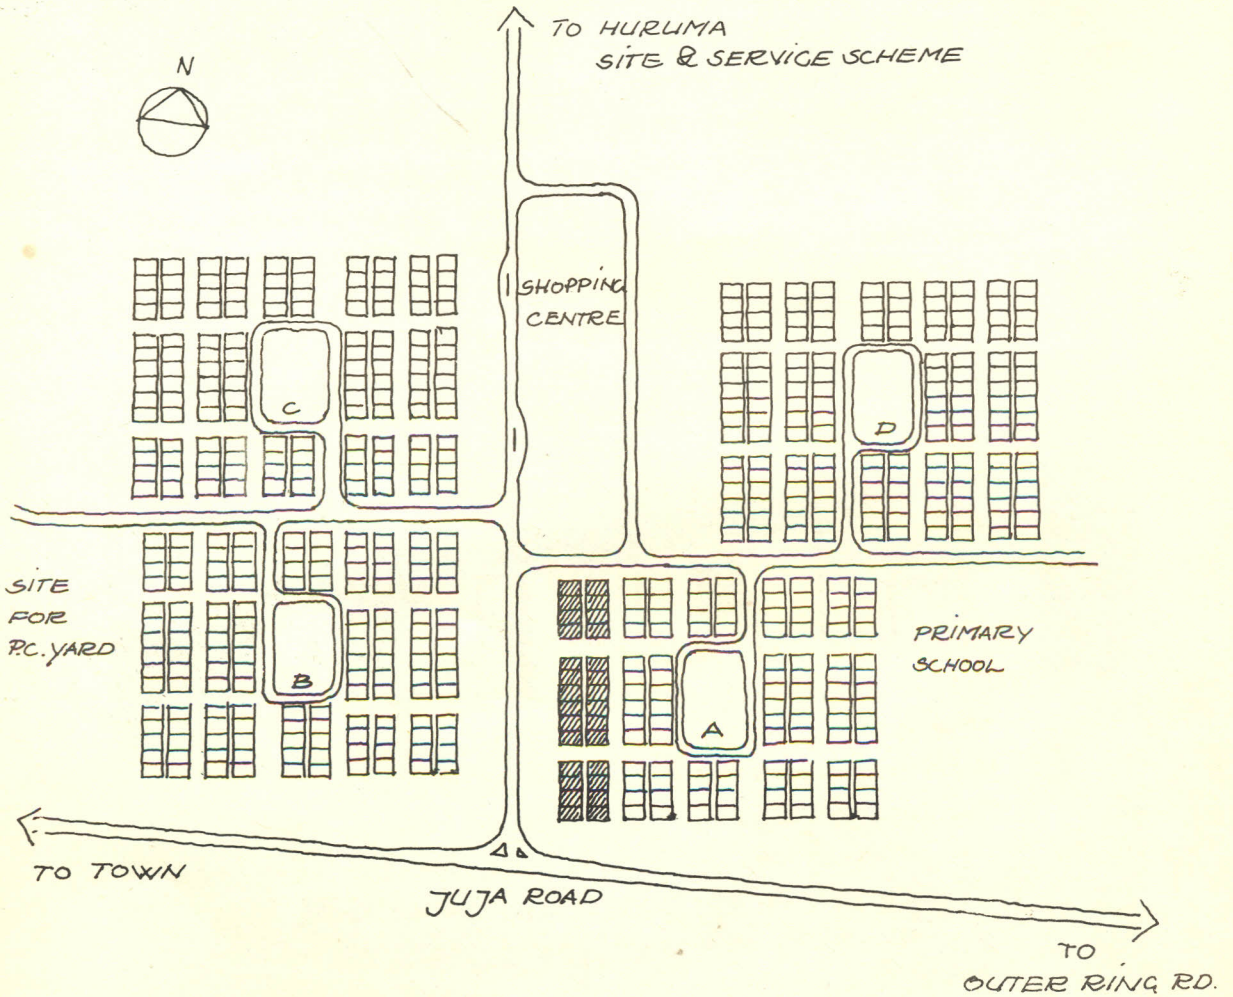 TO HURUMA
SITE & SERVICE SCHEME
N
SHOPPING
CENTRE
C
D
SITE
FOR
P.C. YARD
PRIMARY
SCHOOL
B
A
TO TOWN
JUJA ROAD
TO
OUTER RING RD.